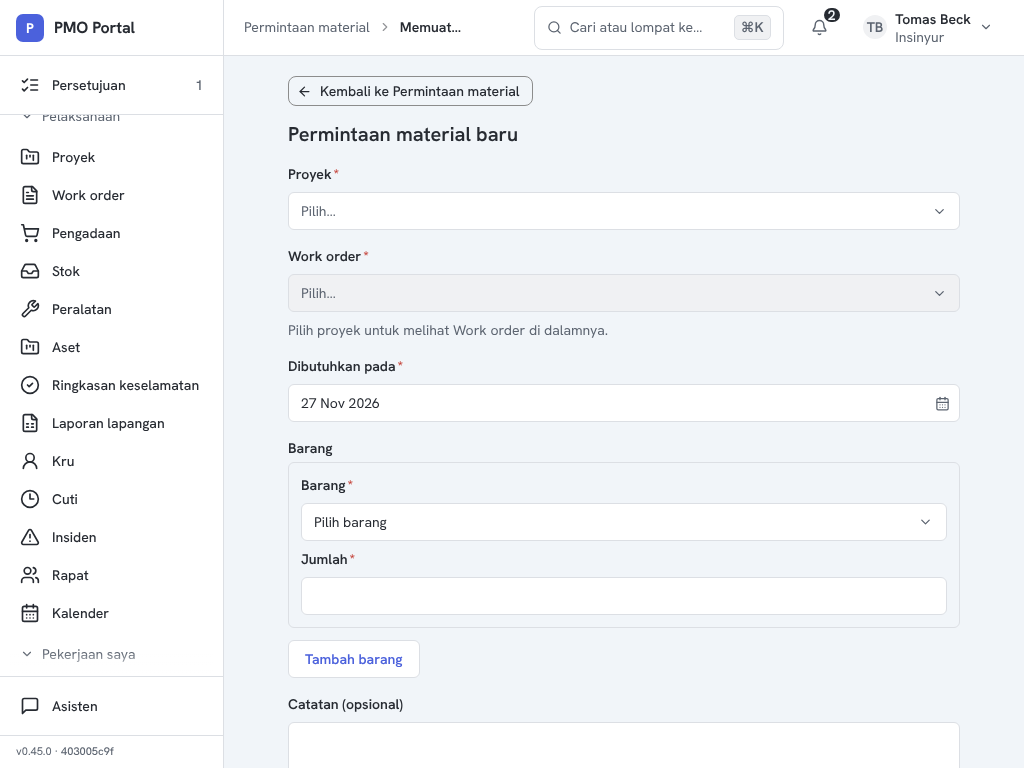 P PMO Portal
Permintaan material > Memuat...
Cari atau lompat ke... ⌘K
2
TB Tomas Beck
Insinyur
Persetujuan 1
Pelaksanaan
Proyek
Work order
Pengadaan
Stok
Peralatan
Aset
Ringkasan keselamatan
Laporan lapangan
Kru
Cuti
Insiden
Rapat
Kalender
Pekerjaan saya
Asisten
v0.45.0 · 403005c9f
Kembali ke Permintaan material
Permintaan material baru
Proyek *
Pilih...
Work order *
Pilih...
Pilih proyek untuk melihat Work order di dalamnya.
Dibutuhkan pada *
27 Nov 2026
Barang
Barang *
Pilih barang
Jumlah *
Tambah barang
Catatan (opsional)